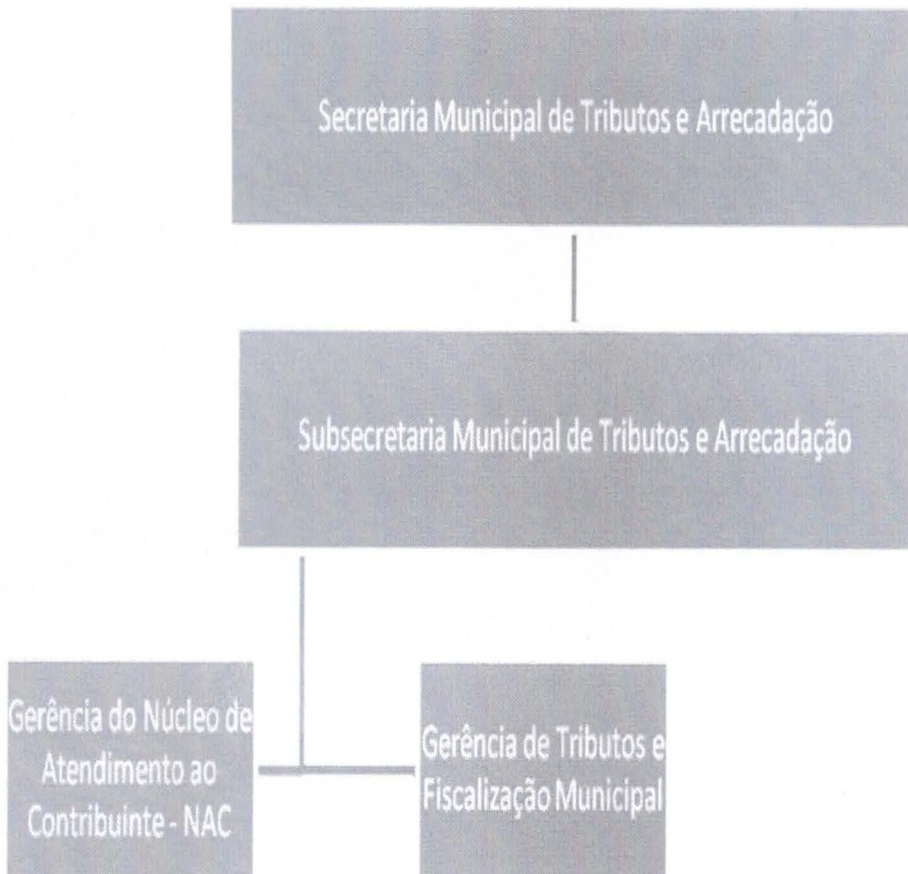 Secretaria Municipal de Tributos e Arrecadação
Subsecretaria Municipal de Tributos e Arrecadação
Gerência do Núcleo de
Atendimento ao
Contribuinte - NAC
Gerência de Tributos e
Fiscalização Municipal